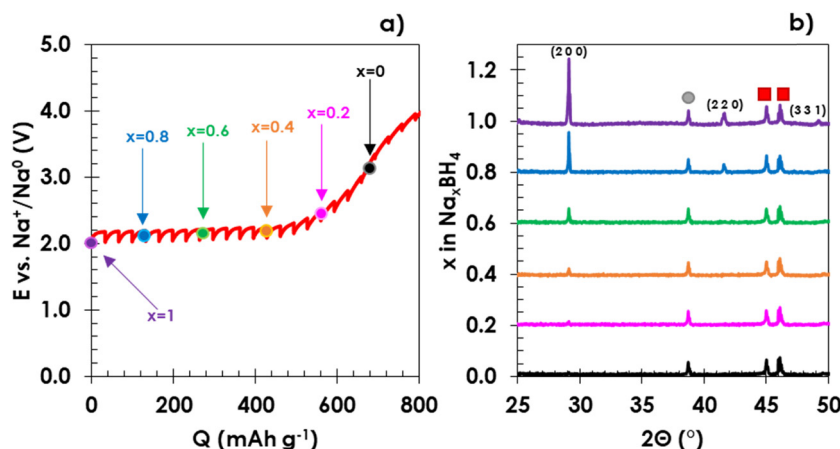 a)
E vs. Na⁺/Na⁰ (V)
5.0
4.0
3.0
2.0
1.0
0.0
x=0
x=0.2
x=0.4
x=0.6
x=0.8
x=1
0 200 400 600 800
Q (mAh g⁻¹)
b)
x in NaₓBH₄
1.2
1.0
0.8
0.6
0.4
0.2
0.0
(2 0 0)
(2 2 0)
(3 3 1)
25 30 35 40 45 50
2Θ (°)